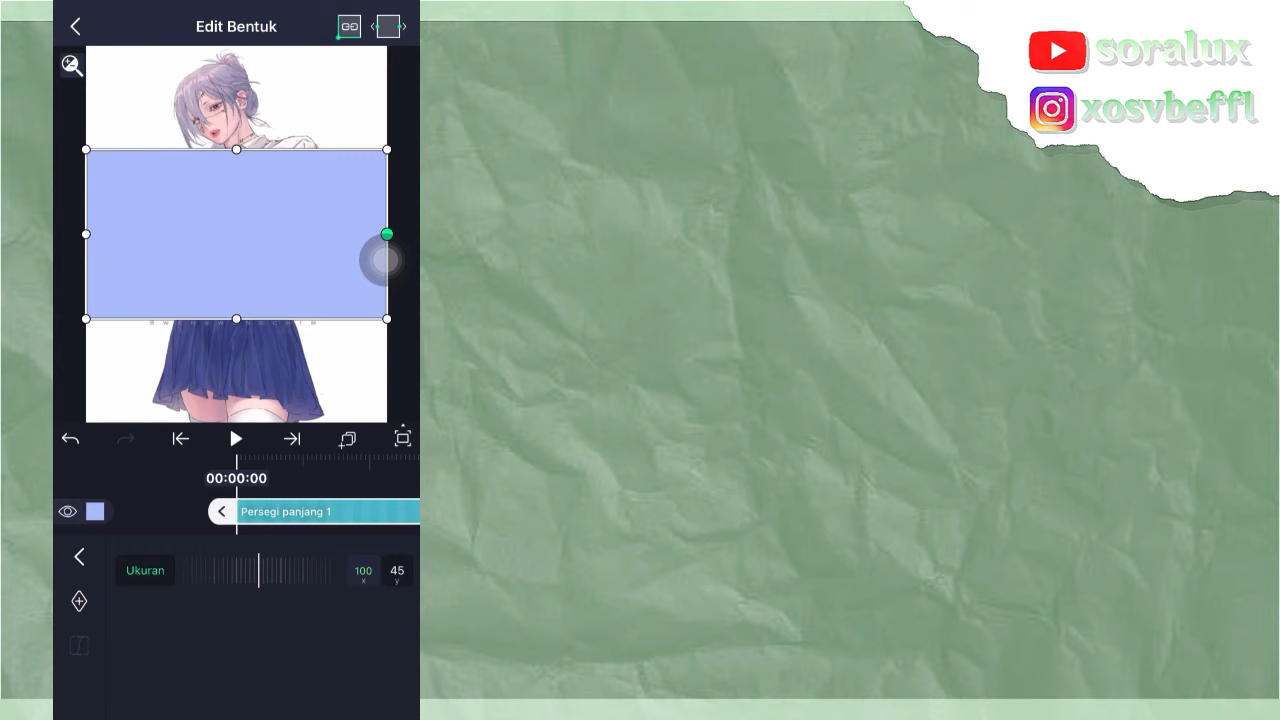 Edit Bentuk
soralux
xosvbeffl
00:00:00
Persegi panjang 1
Ukuran
100
x
45
y